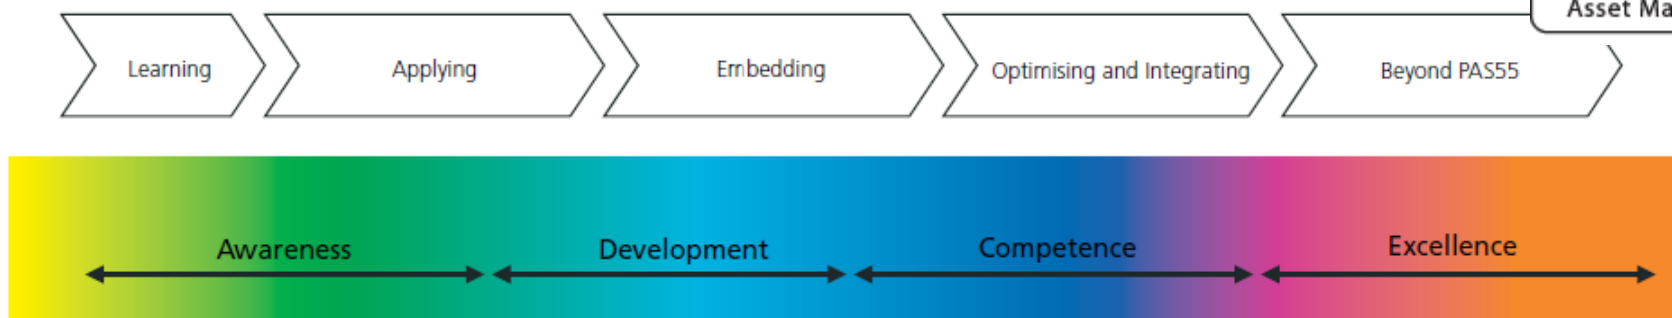 Asset Ma
Learning
Applying
Embedding
Optimising and Integrating
Beyond PAS55
Awareness
Development
Competence
Excellence